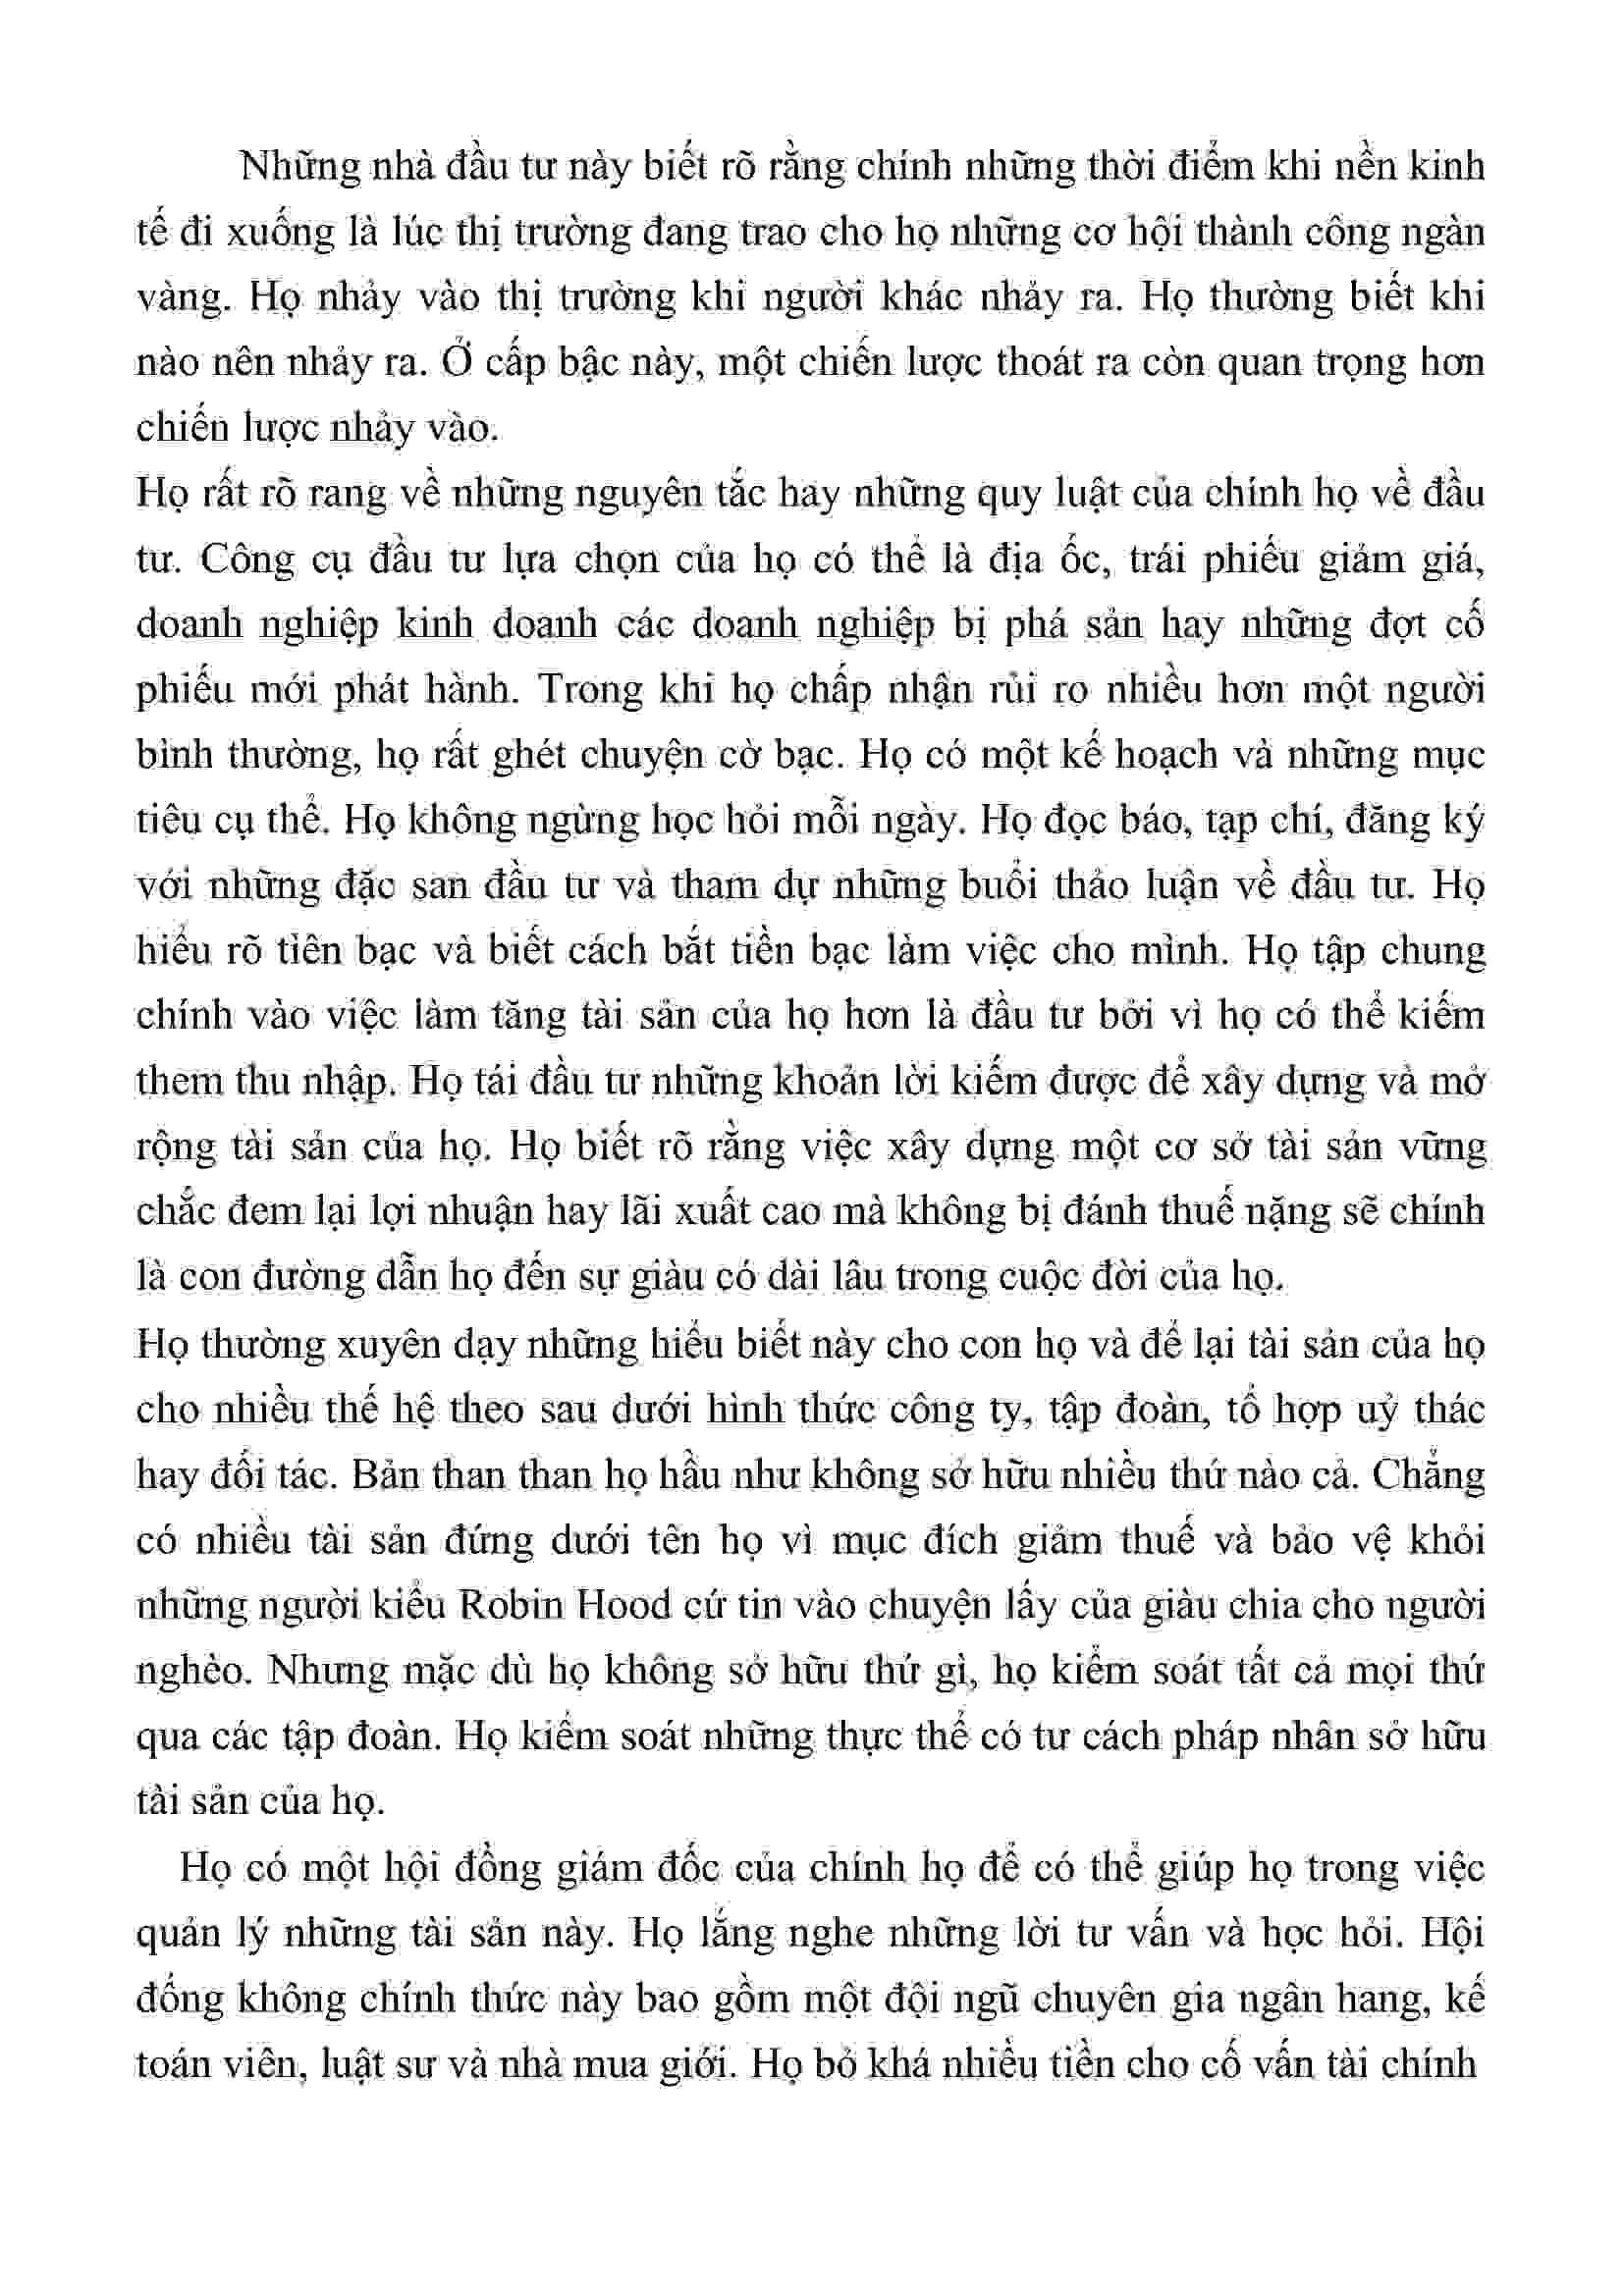 Những nhà đầu tư này biết rõ rằng chính những thời điểm khi nền kinh
tế đi xuống là lúc thị trường đang trao cho họ những cơ hội thành công ngàn
vàng. Họ nhảy vào thị trường khi người khác nhảy ra. Họ thường biết khi
nào nên nhảy ra. Ở cấp bậc này, một chiến lược thoát ra còn quan trọng hơn
chiến lược nhảy vào.
Họ rất rõ rang về những nguyên tắc hay những quy luật của chính họ về đầu
tư. Công cụ đầu tư lựa chọn của họ có thể là địa ốc, trái phiếu giảm giá,
doanh nghiệp kinh doanh các doanh nghiệp bị phá sản hay những đợt cố
phiếu mới phát hành. Trong khi họ chấp nhận rủi ro nhiều hơn một người
bình thường, họ rất ghét chuyện cờ bạc. Họ có một kế hoạch và những mục
tiêu cụ thể. Họ không ngừng học hỏi mỗi ngày. Họ đọc báo, tạp chí, đăng ký
với những đặc san đầu tư và tham dự những buổi thảo luận về đầu tư. Họ
hiểu rõ tiên bạc và biết cách bắt tiền bạc làm việc cho mình. Họ tập chung
chính vào việc làm tăng tài sản của họ hơn là đầu tư bởi vì họ có thể kiếm
them thu nhập. Họ tái đầu tư những khoản lời kiếm được để xây dựng và mở
rộng tài sản của họ. Họ biết rõ rằng việc xây dựng một cơ sở tài sản vững
chắc đem lại lợi nhuận hay lãi xuất cao mà không bị đánh thuế nặng sẽ chính
là con đường dẫn họ đến sự giàu có dài lâu trong cuộc đời của họ.
Họ thường xuyên dạy những hiểu biết này cho con họ và để lại tài sản của họ
cho nhiều thế hệ theo sau dưới hình thức công ty, tập đoàn, tổ hợp uỷ thác
hay đối tác. Bản than than họ hầu như không sở hữu nhiều thứ nào cả. Chẳng
có nhiều tài sản đứng dưới tên họ vì mục đích giảm thuế và bảo vệ khỏi
những người kiểu Robin Hood cứ tin vào chuyện lấy của giàu chia cho người
nghèo. Nhưng mặc dù họ không sở hữu thứ gì, họ kiểm soát tất cả mọi thứ
qua các tập đoàn. Họ kiểm soát những thực thể có tư cách pháp nhân sở hữu
tài sản của họ.
Họ có một hội đồng giám đốc của chính họ để có thể giúp họ trong việc
quản lý những tài sản này. Họ lắng nghe những lời tư vấn và học hỏi. Hội
đống không chính thức này bao gồm một đội ngũ chuyên gia ngân hang, kế
toán viên, luật sư và nhà mua giới. Họ bỏ khá nhiều tiền cho cố vấn tài chính